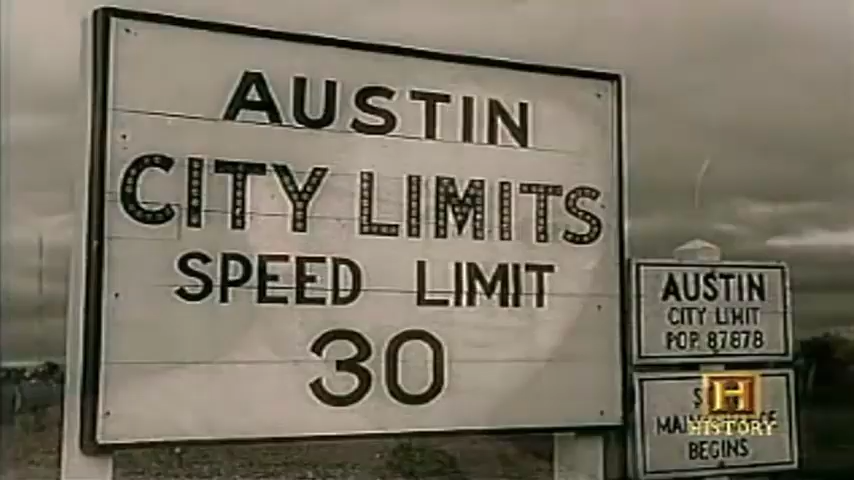 AUSTIN
CITY LIMITS
SPEED LIMIT
30
AUSTIN
CITY LIMIT
POP. 87878
BEGINS
H
HISTORY